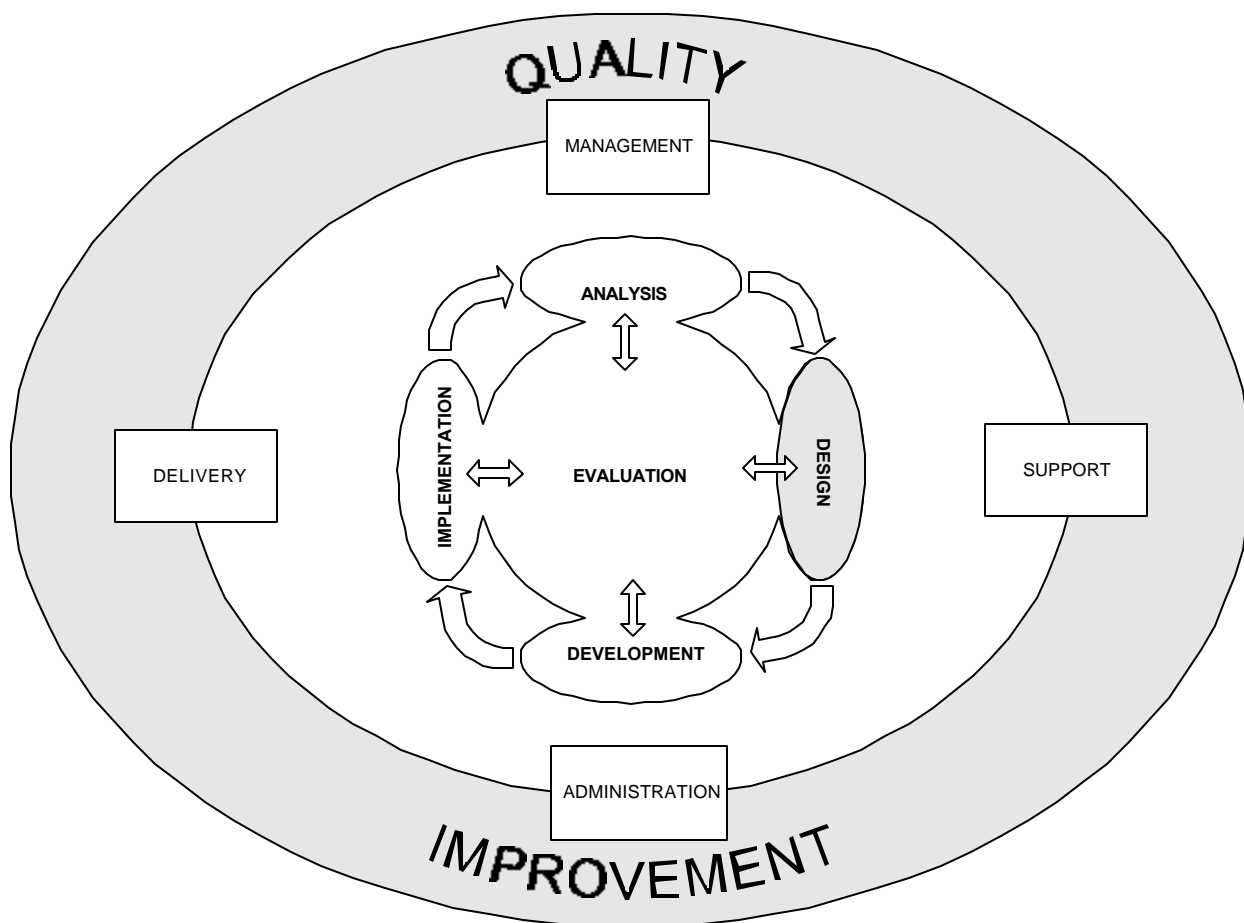 QUALITY
MANAGEMENT
ANALYSIS
DELIVERY
IMPLEMENTATION
EVALUATION
DESIGN
SUPPORT
DEVELOPMENT
ADMINISTRATION
IMPROVEMENT